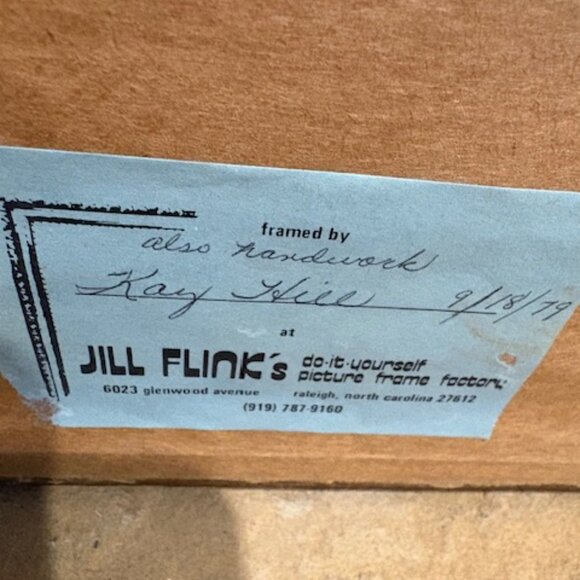 framed by
also handwork
Kay Hill 9/18/79
at
JILL FLINK's do-it-yourself picture frame factory
6023 glenwood avenue raleigh, north carolina 27612
(919) 787-9160